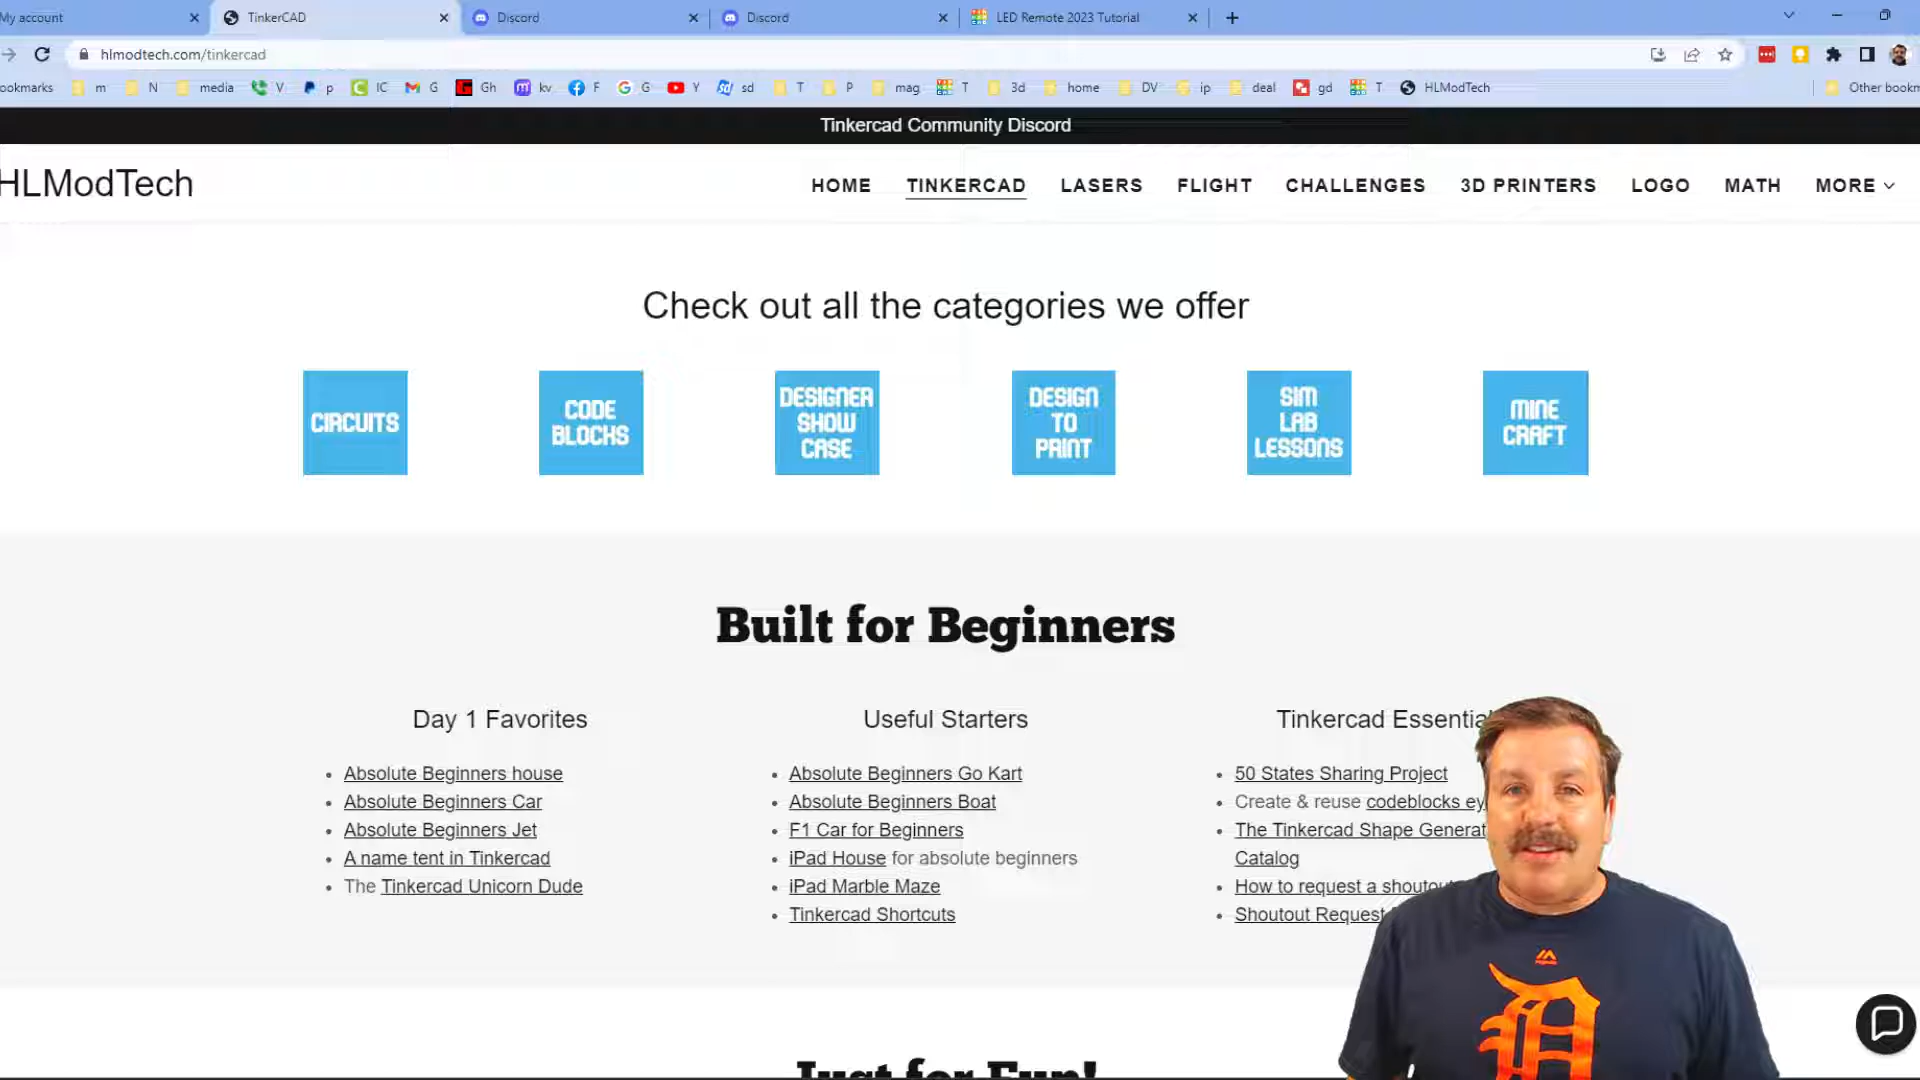 My account
TinkerCAD
Discord
Discord
LED Remote 2023 Tutorial
hlmodtech.com/tinkercad
ookmarks
m
N
media
V
p
IC
G
Gh
kv
F
G
Y
sd
T
P
mag
T
3d
home
DV
ip
deal
gd
T
HLModTech
Other bookm
Tinkercad Community Discord
HLModTech
HOME
TINKERCAD
LASERS
FLIGHT
CHALLENGES
3D PRINTERS
LOGO
MATH
MORE
Check out all the categories we offer
CIRCUITS
CODE
BLOCKS
DESIGNER
SHOW
CASE
DESIGN
TO
PRINT
SIM
LAB
LESSONS
MINE
CRAFT
Built for Beginners
Day 1 Favorites
Absolute Beginners house
Absolute Beginners Car
Absolute Beginners Jet
A name tent in Tinkercad
The Tinkercad Unicorn Dude
Useful Starters
Absolute Beginners Go Kart
Absolute Beginners Boat
F1 Car for Beginners
iPad House for absolute beginners
iPad Marble Maze
Tinkercad Shortcuts
Tinkercad Essential
50 States Sharing Project
Create & reuse codeblocks ey
The Tinkercad Shape Generat
Catalog
How to request a shoutout
Shoutout Request
Just for Fun!
D